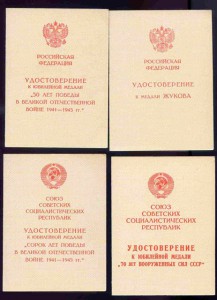 РОССИЙСКАЯ
ФЕДЕРАЦИЯ
УДОСТОВЕРЕНИЕ
К ЮБИЛЕЙНОЙ МЕДАЛИ
"50 ЛЕТ ПОБЕДЫ
В ВЕЛИКОЙ ОТЕЧЕСТВЕННОЙ
ВОЙНЕ 1941—1945 гг."
РОССИЙСКАЯ
ФЕДЕРАЦИЯ
УДОСТОВЕРЕНИЕ
К МЕДАЛИ ЖУКОВА
СОЮЗ
СОВЕТСКИХ
СОЦИАЛИСТИЧЕСКИХ
РЕСПУБЛИК
УДОСТОВЕРЕНИЕ
К ЮБИЛЕЙНОЙ МЕДАЛИ
"СОРОК ЛЕТ ПОБЕДЫ
В ВЕЛИКОЙ ОТЕЧЕСТВЕННОЙ
ВОЙНЕ 1941—1945 гг."
СОЮЗ
СОВЕТСКИХ
СОЦИАЛИСТИЧЕСКИХ
РЕСПУБЛИК
УДОСТОВЕРЕНИЕ
К ЮБИЛЕЙНОЙ МЕДАЛИ
"70 ЛЕТ ВООРУЖЕННЫХ СИЛ СССР"